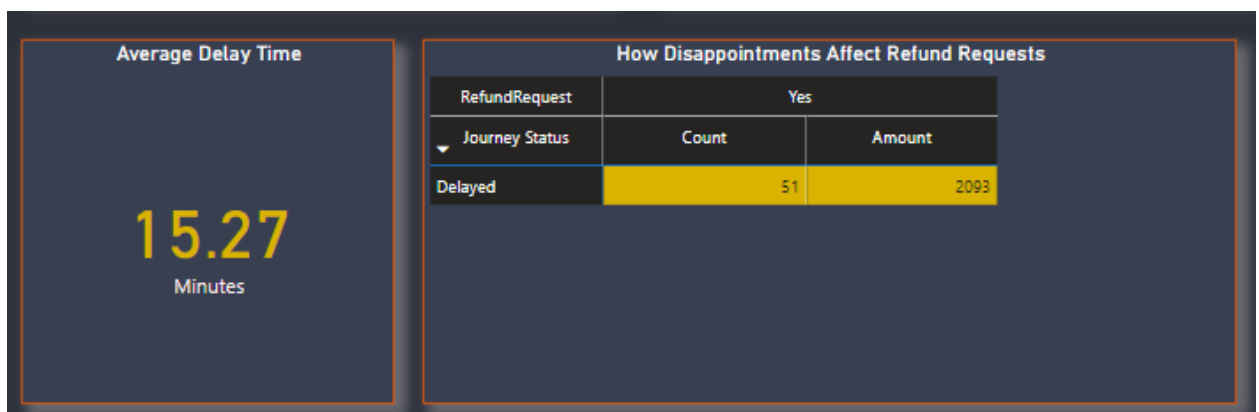 Average Delay Time
15.27
Minutes
How Disappointments Affect Refund Requests
RefundRequest Yes
Journey Status Count Amount
Delayed 51 2093